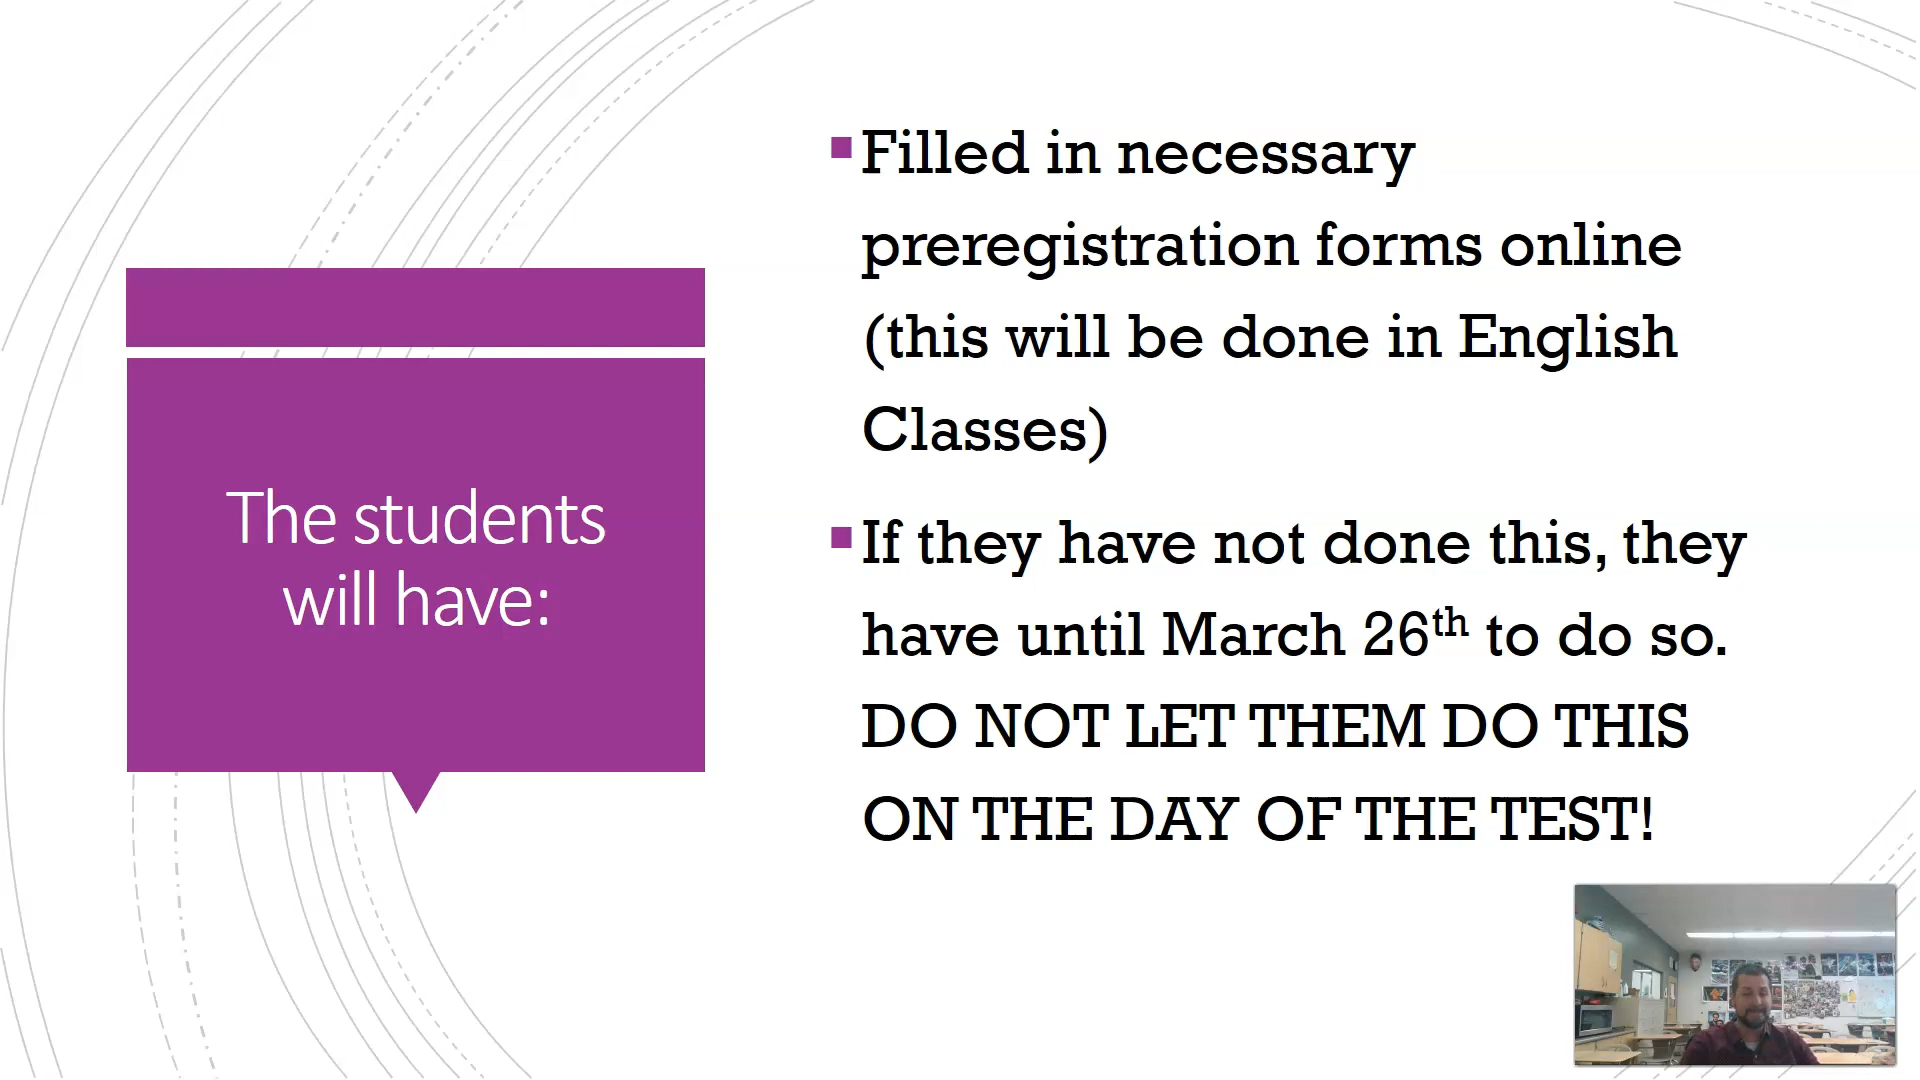 The students
will have:
Filled in necessary
preregistration forms online
(this will be done in English
Classes)
If they have not done this, they
have until March 26th to do so.
DO NOT LET THEM DO THIS
ON THE DAY OF THE TEST!